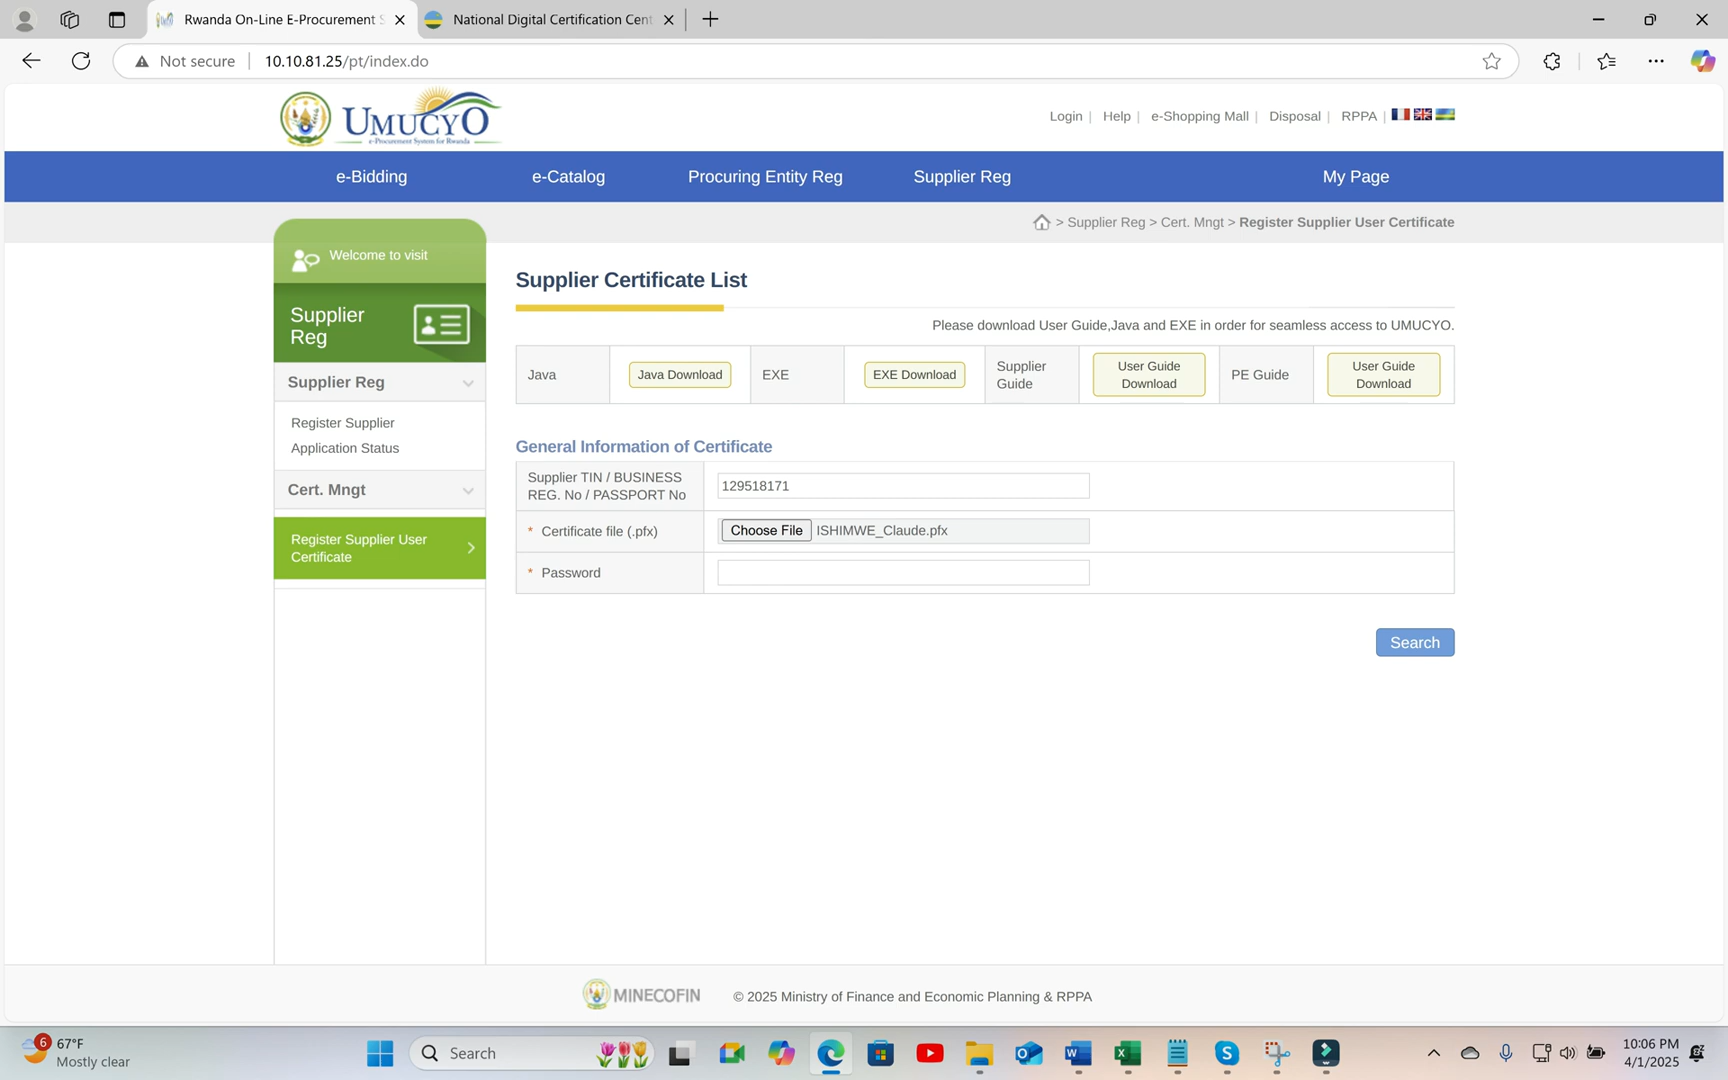 Rwanda On-Line E-Procurement S
National Digital Certification Cent
Not secure
10.10.81.25/pt/index.do
UMUCYO
e-Procurement System for Rwanda
Login | Help | e-Shopping Mall | Disposal | RPPA |
e-Bidding
e-Catalog
Procuring Entity Reg
Supplier Reg
My Page
> Supplier Reg > Cert. Mngt > Register Supplier User Certificate
Welcome to visit
Supplier
Reg
Supplier Reg
Register Supplier
Application Status
Cert. Mngt
Register Supplier User
Certificate
Supplier Certificate List
Please download User Guide,Java and EXE in order for seamless access to UMUCYO.
Java
Java Download
EXE
EXE Download
Supplier
Guide
User Guide
Download
PE Guide
User Guide
Download
General Information of Certificate
Supplier TIN / BUSINESS
REG. No / PASSPORT No
129518171
* Certificate file (.pfx)
Choose File ISHIMWE_Claude.pfx
* Password
Search
MINECOFIN
© 2025 Ministry of Finance and Economic Planning & RPPA
6
67°F
Mostly clear
Search
10:06 PM
4/1/2025